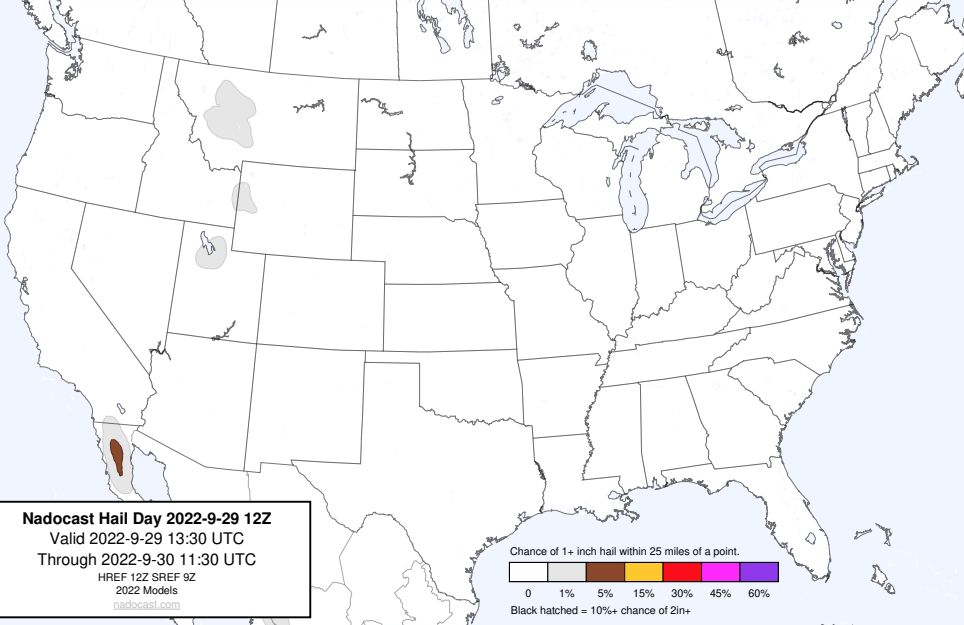 Nadocast Hail Day 2022-9-29 12Z
Valid 2022-9-29 13:30 UTC
Through 2022-9-30 11:30 UTC
HREF 12Z SREF 9Z
2022 Models
nadocast.com
Chance of 1+ inch hail within 25 miles of a point.
0 1% 5% 15% 30% 45% 60%
Black hatched = 10%+ chance of 2in+